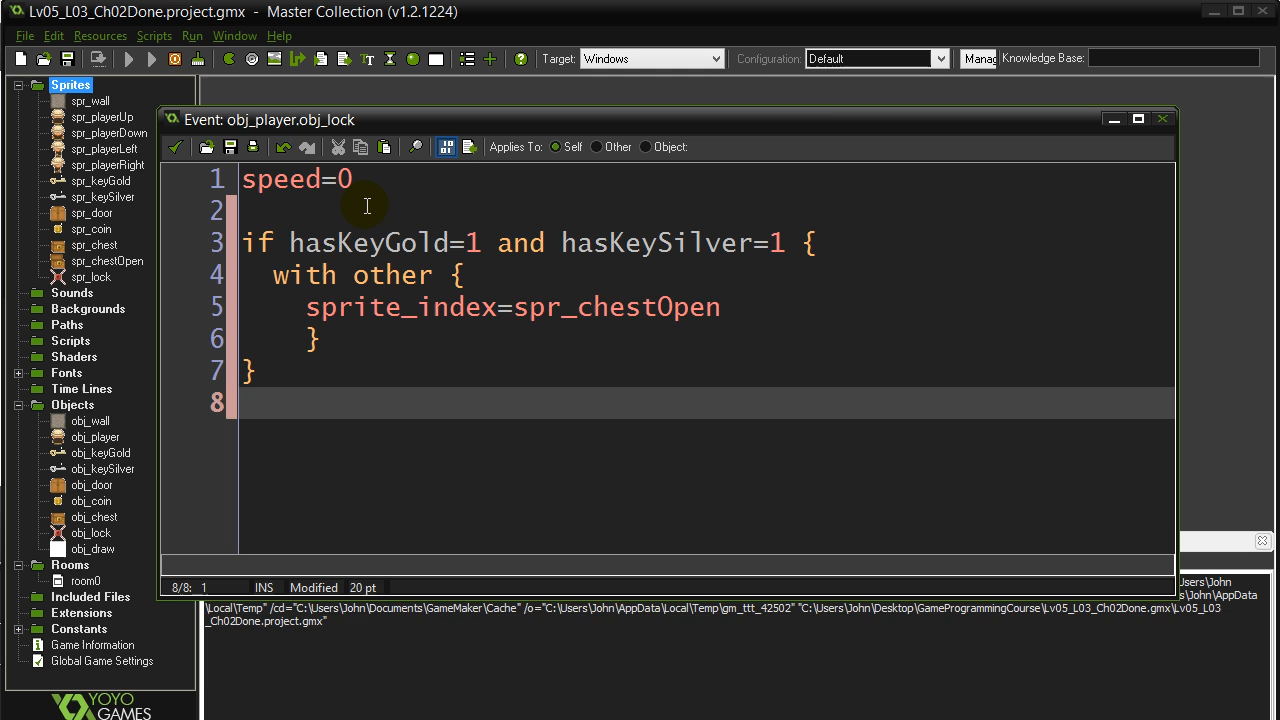 Lv05_L03_Ch02Done.project.gmx - Master Collection (v1.2.1224)
File Edit Resources Scripts Run Window Help
Target: Windows Configuration: Default Manag Knowledge Base:
Sprites
spr_wall
spr_playerUp
spr_playerDown
spr_playerLeft
spr_playerRight
spr_keyGold
spr_keySilver
spr_door
spr_coin
spr_chest
spr_chestOpen
spr_lock
Sounds
Backgrounds
Paths
Scripts
Shaders
Fonts
Time Lines
Objects
obj_wall
obj_player
obj_keyGold
obj_keySilver
obj_door
obj_coin
obj_chest
obj_lock
obj_draw
Rooms
room0
Included Files
Extensions
Constants
Game Information
Global Game Settings
YOYO
GAMES
Event: obj_player.obj_lock
Applies To: Self Other Object:
1 speed=0
2
3 if hasKeyGold=1 and hasKeySilver=1 {
4 with other {
5 sprite_index=spr_chestOpen
6 }
7 }
8
8/8: 1 INS Modified 20 pt
Jsers\John
s\John\AppData
\Local\Temp" /cd="C:\Users\John\Documents\GameMaker\Cache" /o="C:\Users\John\AppData\Local\Temp\gm_ttt_42502" "C:\Users\John\Desktop\GameProgrammingCourse\Lv05_L03_Ch02Done.gmx\Lv05_L03
_Ch02Done.project.gmx"